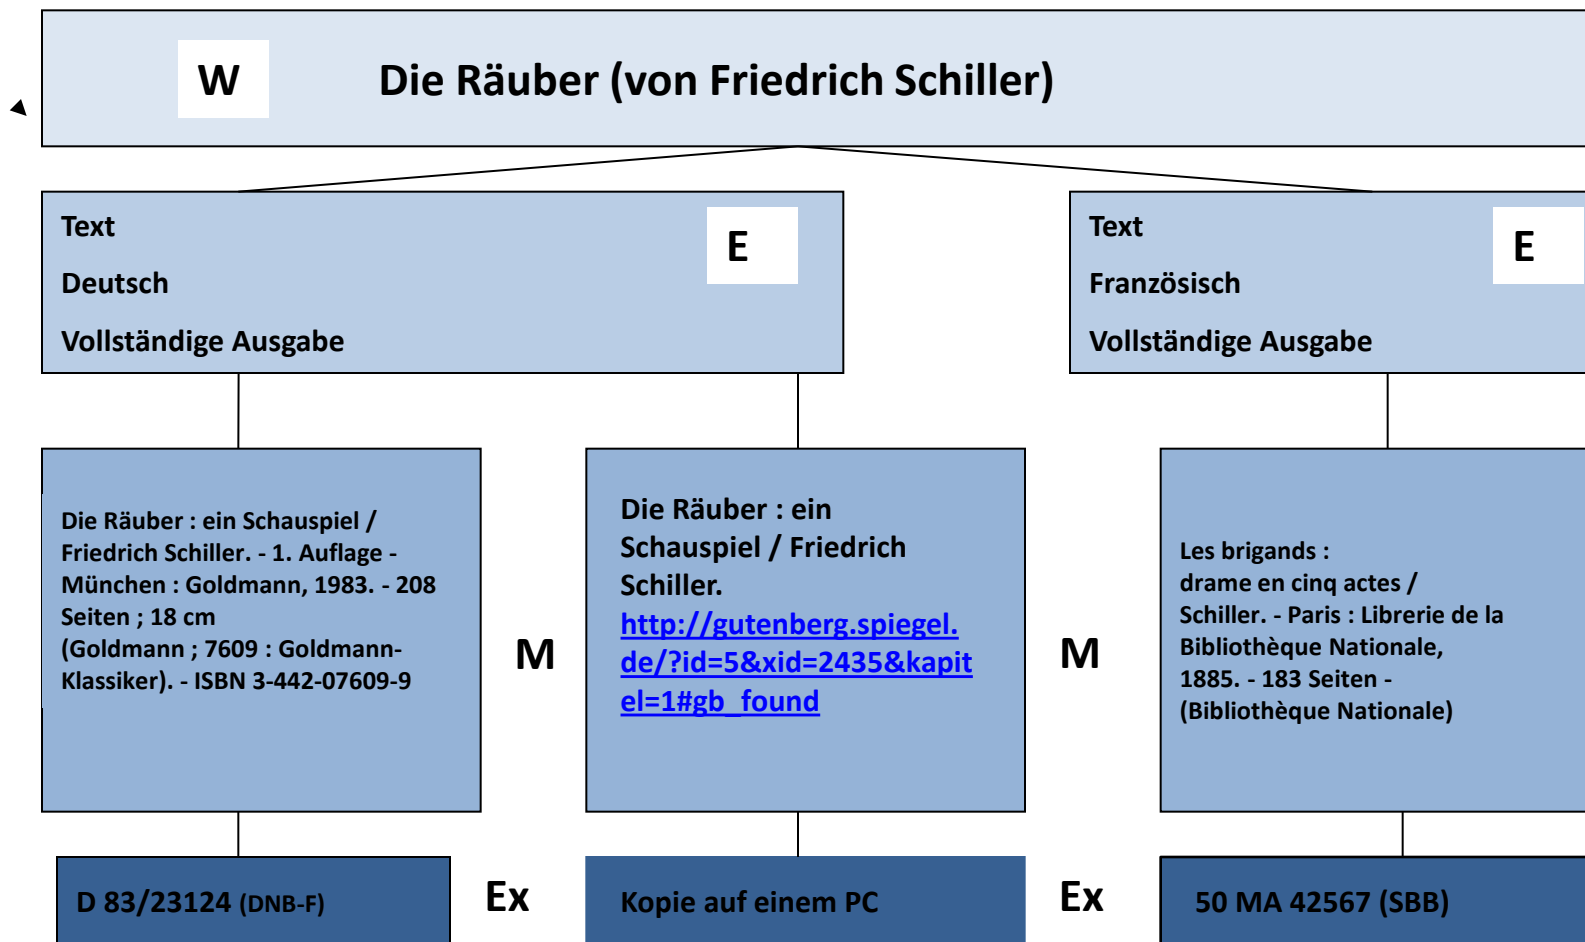 W
Die Räuber (von Friedrich Schiller)
Text
Deutsch
Vollständige Ausgabe
E
Text
Französisch
Vollständige Ausgabe
E
Die Räuber : ein Schauspiel /
Friedrich Schiller. - 1. Auflage -
München : Goldmann, 1983. - 208
Seiten ; 18 cm
(Goldmann ; 7609 : Goldmann-
Klassiker). - ISBN 3-442-07609-9
M
Die Räuber : ein
Schauspiel / Friedrich
Schiller.
http://gutenberg.spiegel.
de/?id=5&xid=2435&kapit
el=1#gb_found
M
Les brigands :
drame en cinq actes /
Schiller. - Paris : Librerie de la
Bibliothèque Nationale,
1885. - 183 Seiten -
(Bibliothèque Nationale)
D 83/23124 (DNB-F)
Ex
Kopie auf einem PC
Ex
50 MA 42567 (SBB)